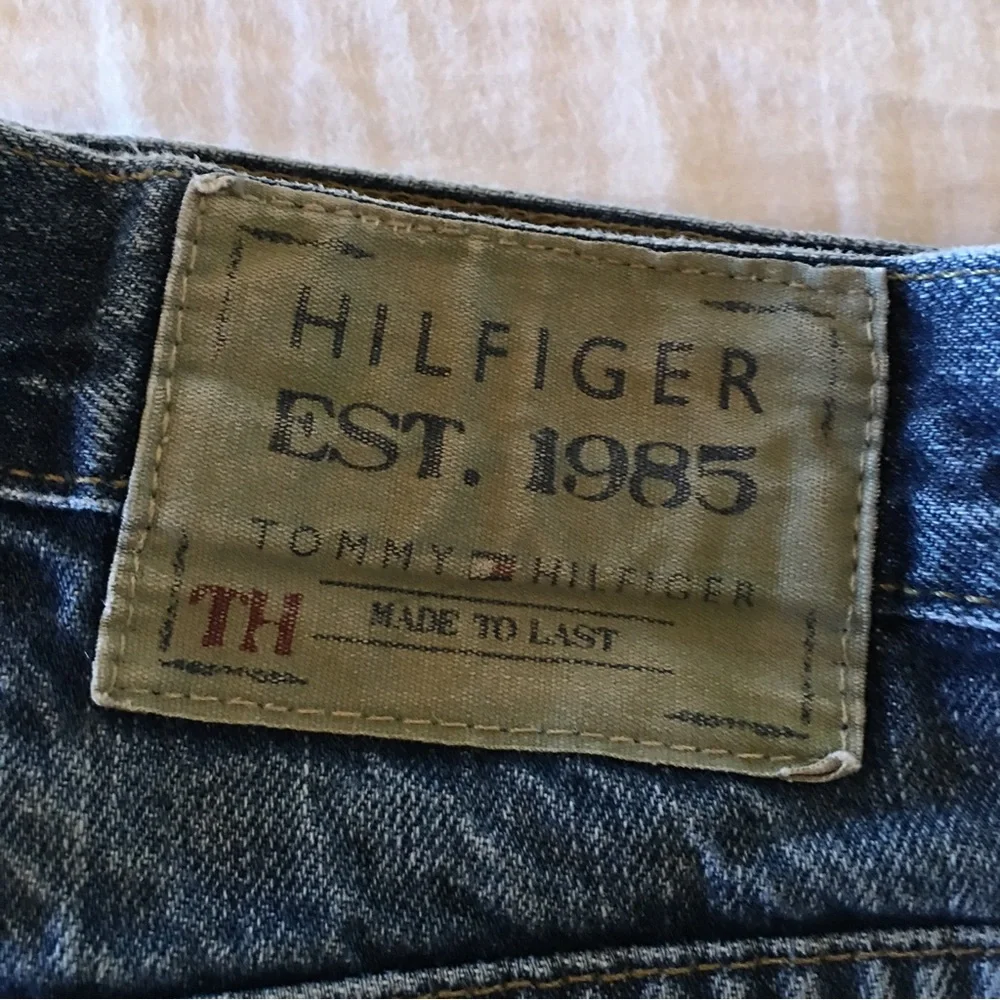 HILFIGER
EST. 1985
TOMMY HILFIGER
TH
MADE TO LAST